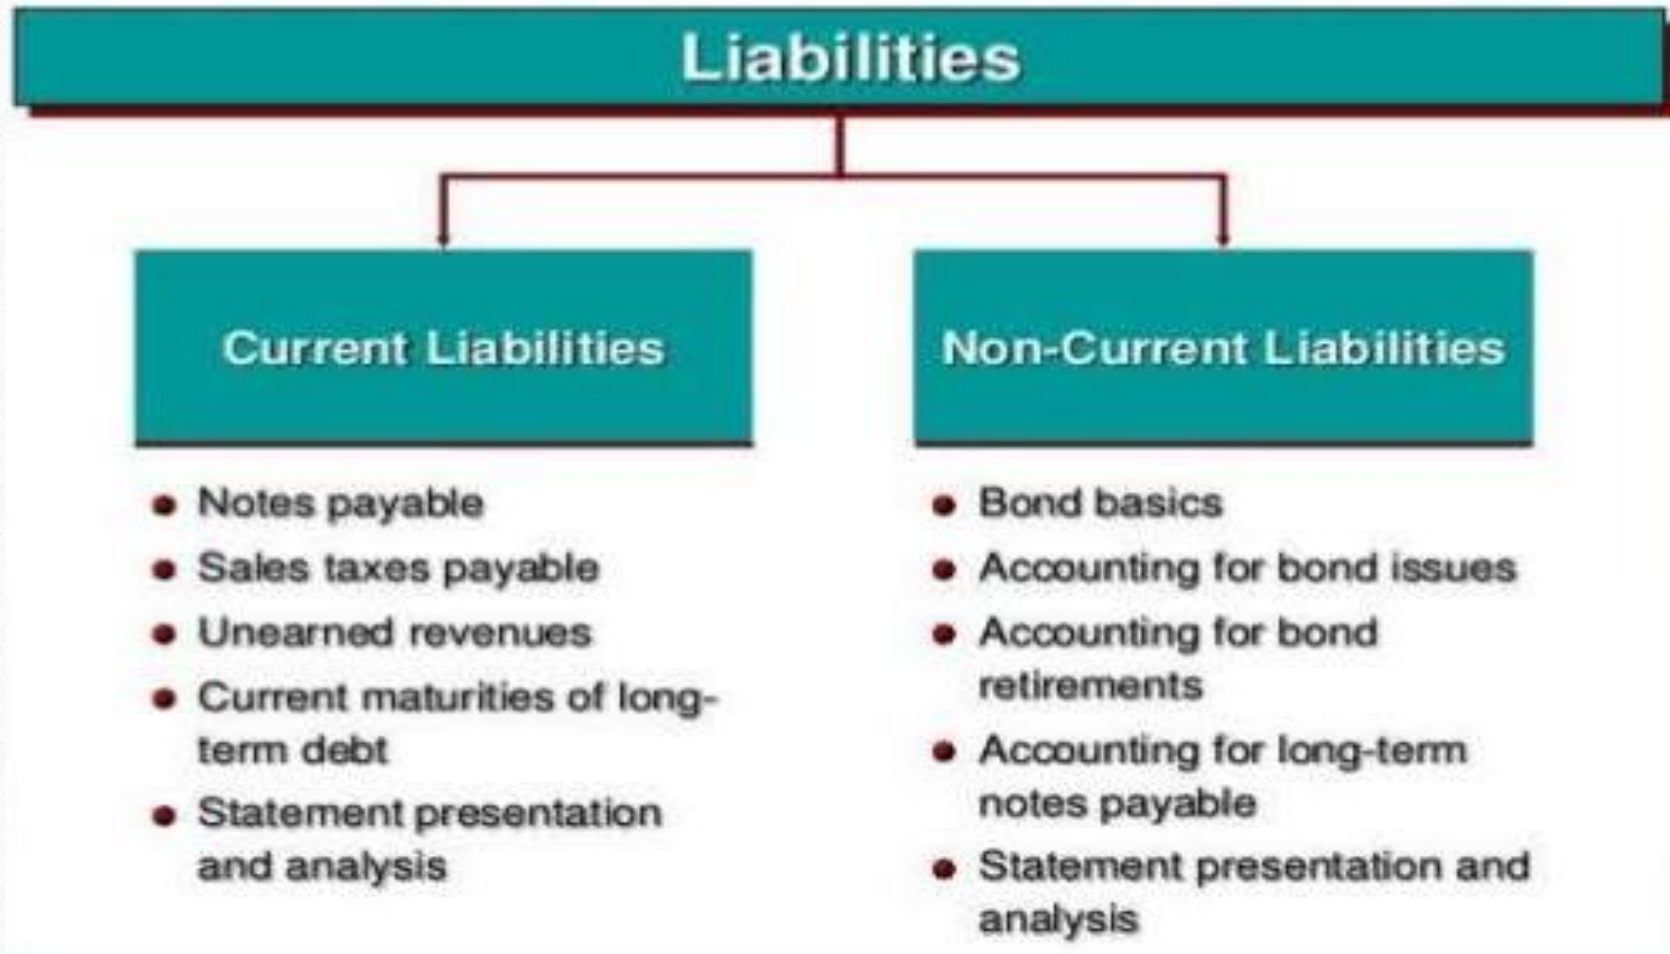 Liabilities
Current Liabilities
Notes payable
Sales taxes payable
Unearned revenues
Current maturities of long-
term debt
Statement presentation
and analysis
Non-Current Liabilities
Bond basics
Accounting for bond issues
Accounting for bond
retirements
Accounting for long-term
notes payable
Statement presentation and
analysis